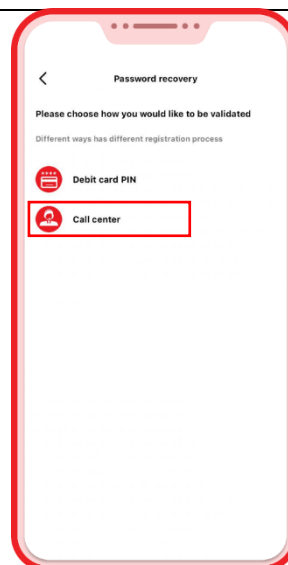 Password recovery
Please choose how you would like to be validated
Different ways has different registration process
Debit card PIN
Call center